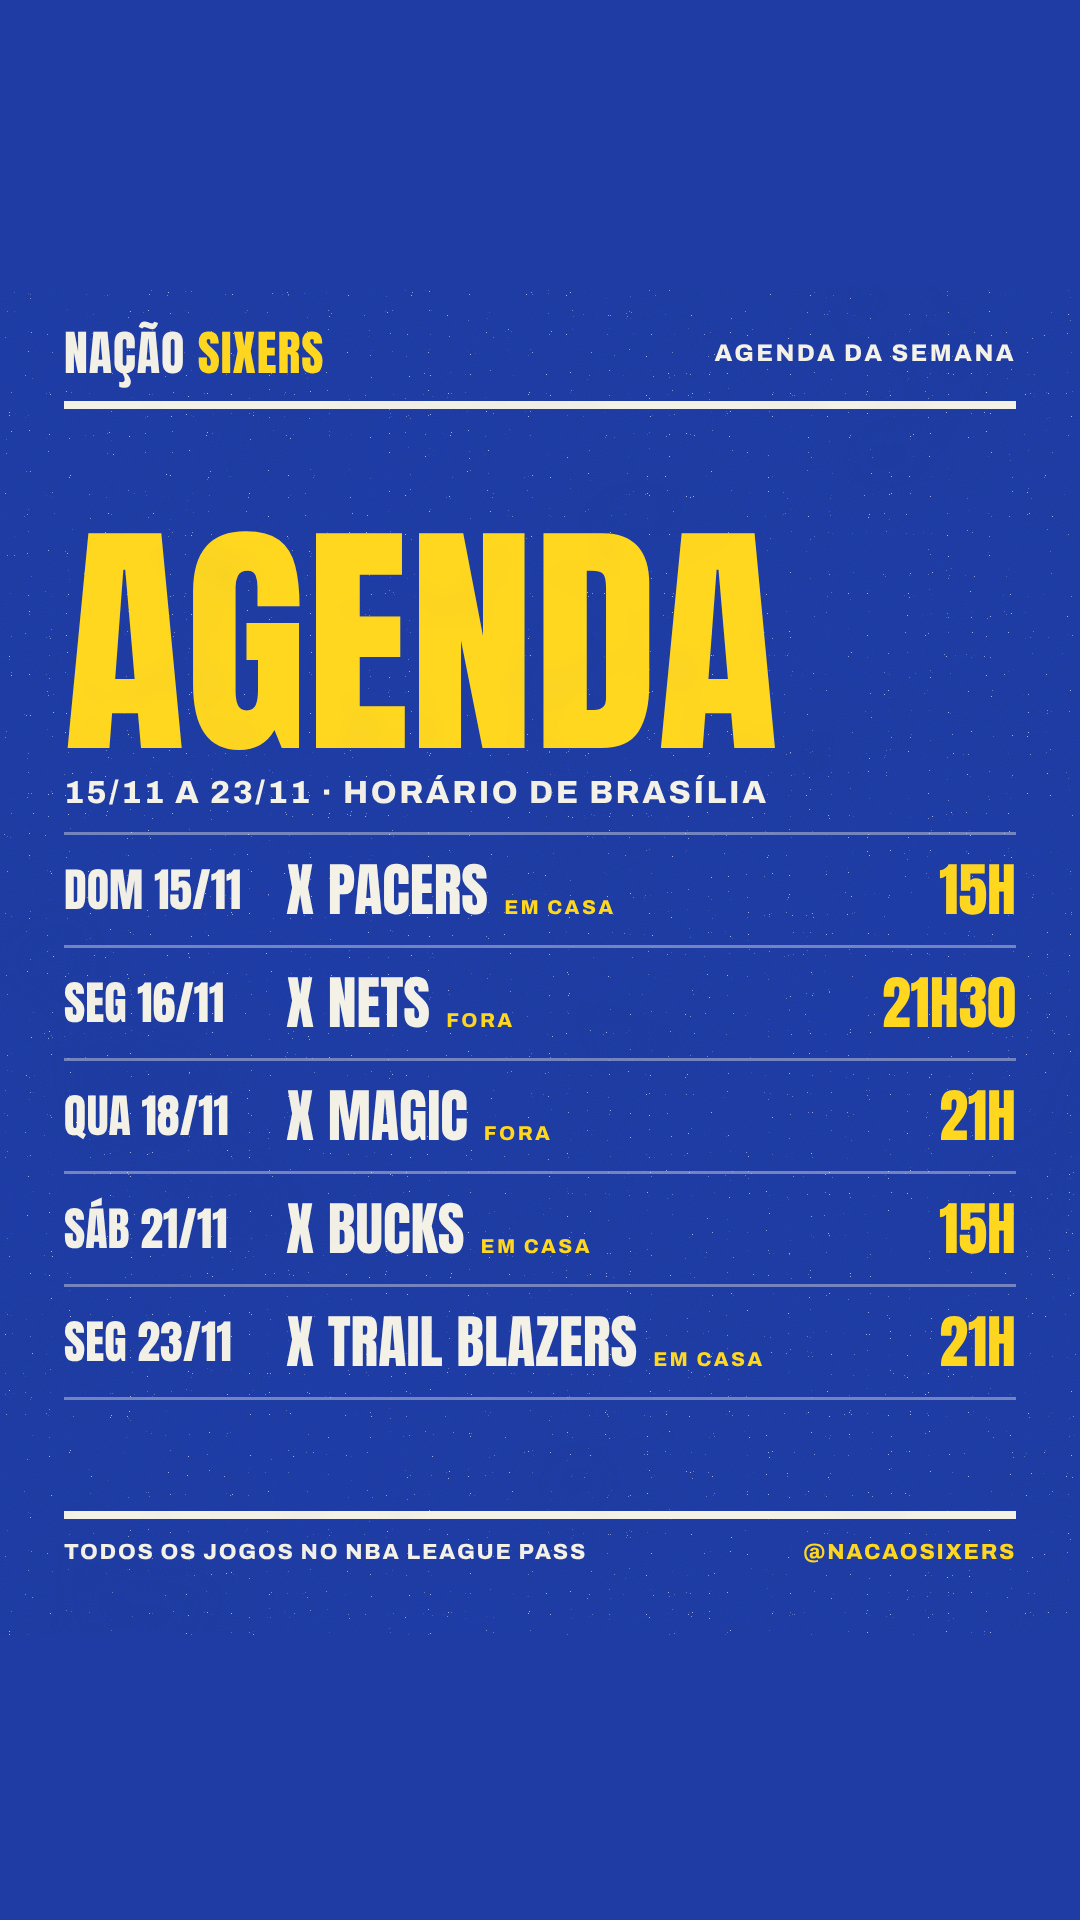 NAÇÃO SIXERS
AGENDA DA SEMANA
AGENDA
15/11 A 23/11 · HORÁRIO DE BRASÍLIA
DOM 15/11 X PACERS EM CASA 15H
SEG 16/11 X NETS FORA 21H30
QUA 18/11 X MAGIC FORA 21H
SÁB 21/11 X BUCKS EM CASA 15H
SEG 23/11 X TRAIL BLAZERS EM CASA 21H
TODOS OS JOGOS NO NBA LEAGUE PASS
@NACAOSIXERS